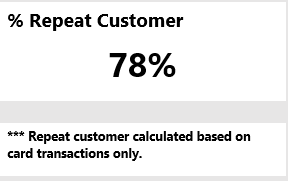 % Repeat Customer
78%
*** Repeat customer calculated based on
card transactions only.